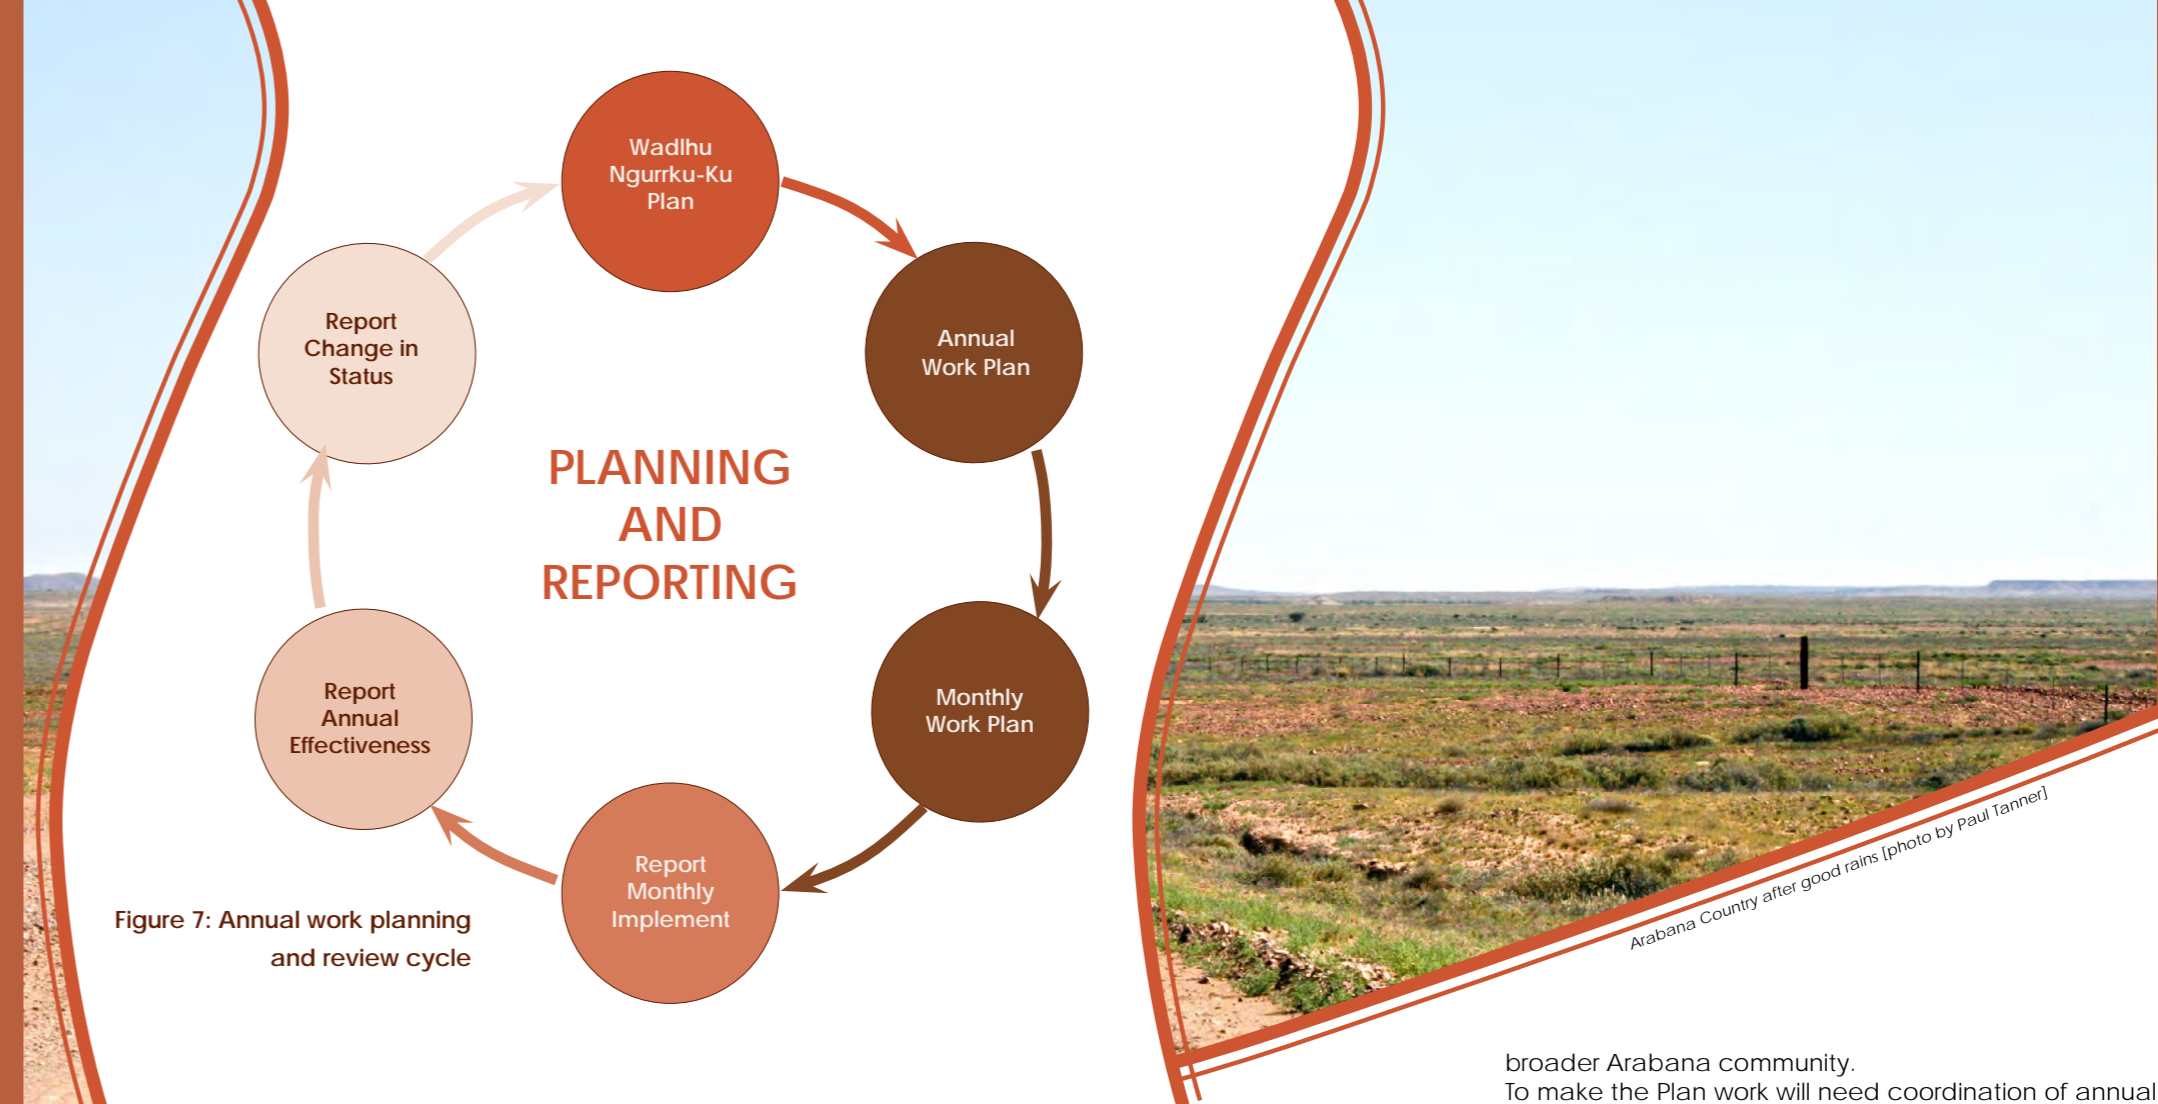 Wadlhu
Ngurrku-Ku
Plan
Annual
Work Plan
Monthly
Work Plan
Report
Monthly
Implement
Report
Annual
Effectiveness
Report
Change in
Status
PLANNING
AND
REPORTING
Figure 7: Annual work planning
and review cycle
Arabana Country after good rains [photo by Paul Tanner]
broader Arabana community.
To make the Plan work will need coordination of annual